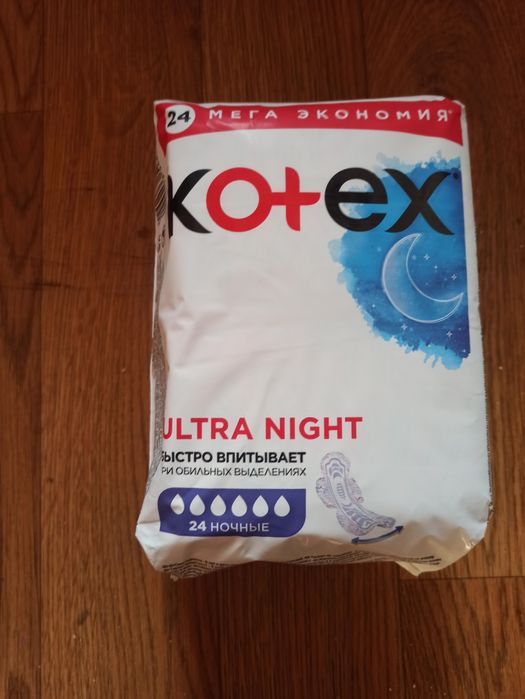 24 МЕГА ЭКОНОМИЯ*
kotex
ULTRA NIGHT
БЫСТРО ВПИТЫВАЕТ
ПРИ ОБИЛЬНЫХ ВЫДЕЛЕНИЯХ
24 НОЧНЫЕ